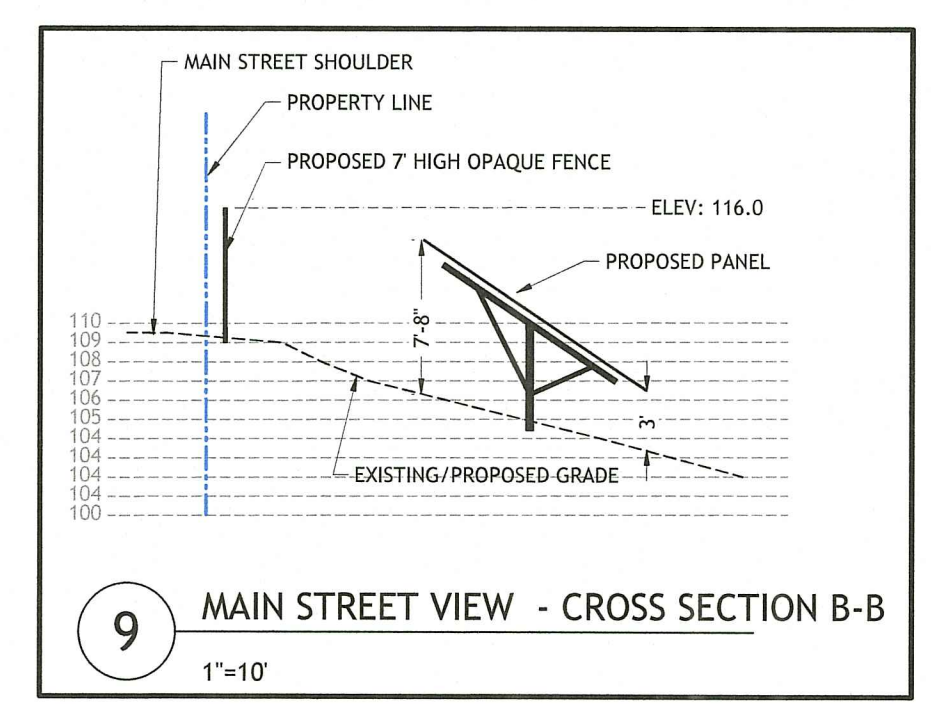 MAIN STREET SHOULDER
PROPERTY LINE
PROPOSED 7' HIGH OPAQUE FENCE
ELEV: 116.0
PROPOSED PANEL
7'-8"
3'
110
109
108
107
106
105
104
104
104
104
100
EXISTING/PROPOSED GRADE
9
MAIN STREET VIEW - CROSS SECTION B-B
1"=10'